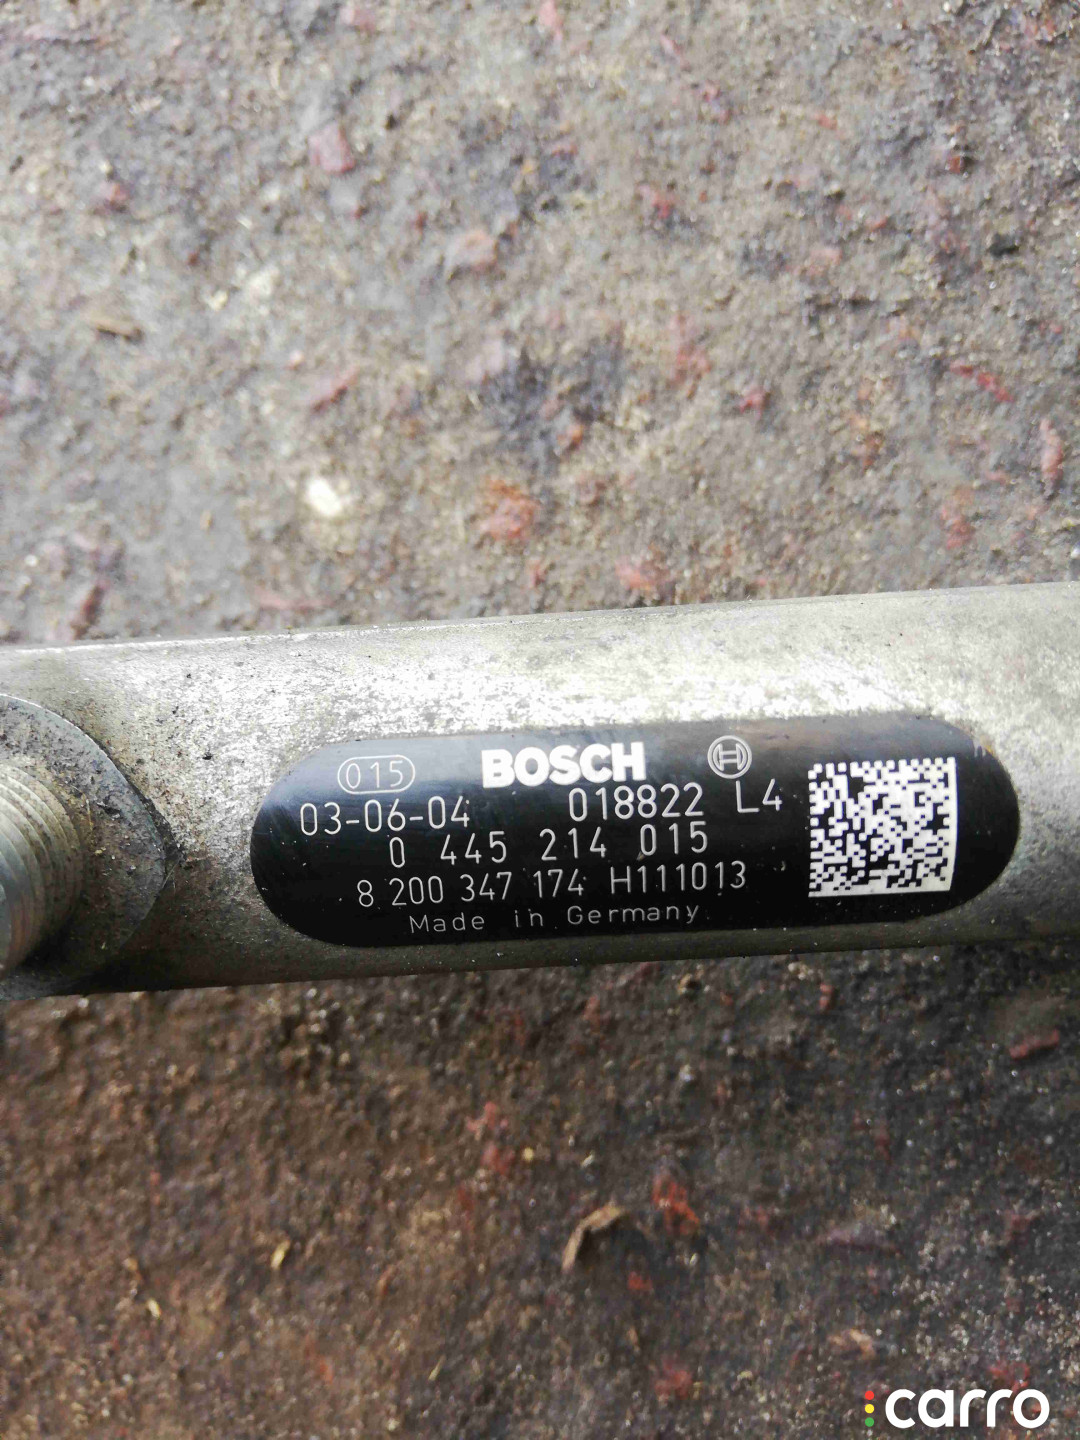 015 BOSCH
03-06-04 018822 L4
0 445 214 015
8 200 347 174 H111013
Made in Germany
carro